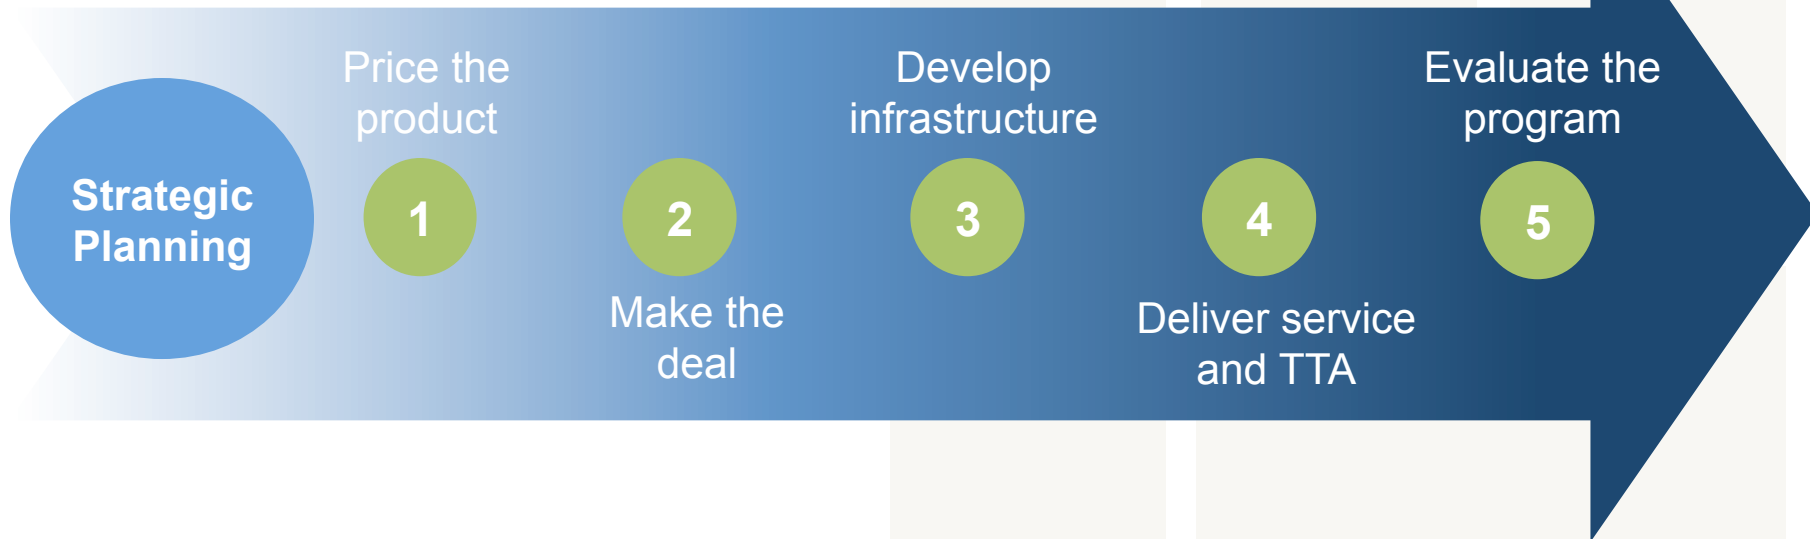 Strategic
Planning
Price the
product
1
2
Make the
deal
Develop
infrastructure
3
4
Deliver service
and TTA
Evaluate the
program
5